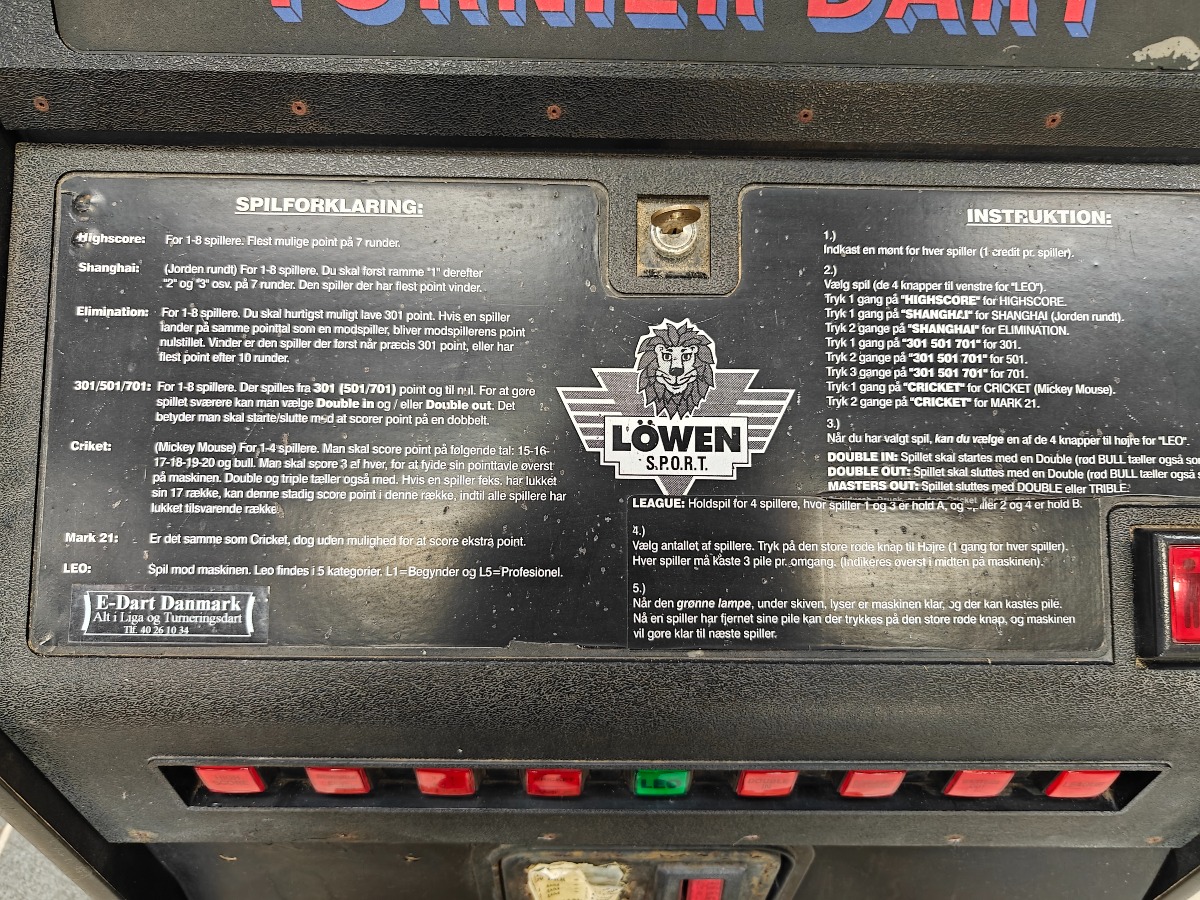 TURNIER DART
SPILFORKLARING:
Highscore: For 1-8 spillere. Flest mulige point på 7 runder.
Shanghai: (Jorden rundt) For 1-8 spillere. Du skal først ramme "1" derefter
"2" og "3" osv. på 7 runder. Den spiller der har flest point vinder.
Elimination: For 1-8 spillere. Du skal hurtigst muligt lave 301 point. Hvis en spiller
lander på samme pointtal som en modspiller, bliver modspillerens point
nulstillet. Vinder er den spiller der først når præcis 301 point, eller har
flest point efter 10 runder.
301/501/701: For 1-8 spillere. Der spilles fra 301 (501/701) point og til nul. For at gøre
spillet sværere kan man vælge Double in og / eller Double out. Det
betyder man skal starte/slutte med at scorer point på en dobbelt.
Criket: (Mickey Mouse) For 1-4 spillere. Man skal score point på følgende tal: 15-16-
17-18-19-20 og bull. Man skal score 3 af hver, for at fylde sin pointtavle øverst
på maskinen. Double og triple tæller også med. Hvis en spiller feks. har lukket
sin 17 række, kan denne stadig score point i denne række, indtil alle spillere har
lukket tilsvarende række.
Mark 21: Er det samme som Cricket, dog uden mulighed for at score ekstra point.
LEO: Spil mod maskinen. Leo findes i 5 kategorier. L1=Begynder og L5=Profesionel.
E-Dart Danmark
Alt i Liga og Turneringsdart
Tlf. 40 26 10 34
LÖWEN
S.P.O.R.T.
INSTRUKTION:
1.)
Indkast en mønt for hver spiller (1 credit pr. spiller).
2.)
Vælg spil (de 4 knapper til venstre for "LEO").
Tryk 1 gang på "HIGHSCORE" for HIGHSCORE.
Tryk 1 gang på "SHANGHAI" for SHANGHAI (Jorden rundt).
Tryk 2 gange på "SHANGHAI" for ELIMINATION.
Tryk 1 gang på "301 501 701" for 301.
Tryk 2 gange på "301 501 701" for 501.
Tryk 3 gange på "301 501 701" for 701.
Tryk 1 gang på "CRICKET" for CRICKET (Mickey Mouse).
Tryk 2 gange på "CRICKET" for MARK 21.
3.)
Når du har valgt spil, kan du vælge en af de 4 knapper til højre for "LEO".
DOUBLE IN: Spillet skal startes med en Double (rød BULL tæller også so
DOUBLE OUT: Spillet skal sluttes med en Double (rød BULL tæller også s
MASTERS OUT: Spillet sluttes med DOUBLE eller TRIBLE.
LEAGUE: Holdspil for 4 spillere, hvor spiller 1 og 3 er hold A, og spiller 2 og 4 er hold B.
4.)
Vælg antallet af spillere. Tryk på den store røde knap til Højre (1 gang for hver spiller).
Hver spiller må kaste 3 pile pr. omgang. (Indikeres øverst i midten på maskinen).
5.)
Når den grønne lampe, under skiven, lyser er maskinen klar, og der kan kastes pile.
Nå en spiller har fjernet sine pile kan der trykkes på den store røde knap, og maskinen
vil gøre klar til næste spiller.
LEO